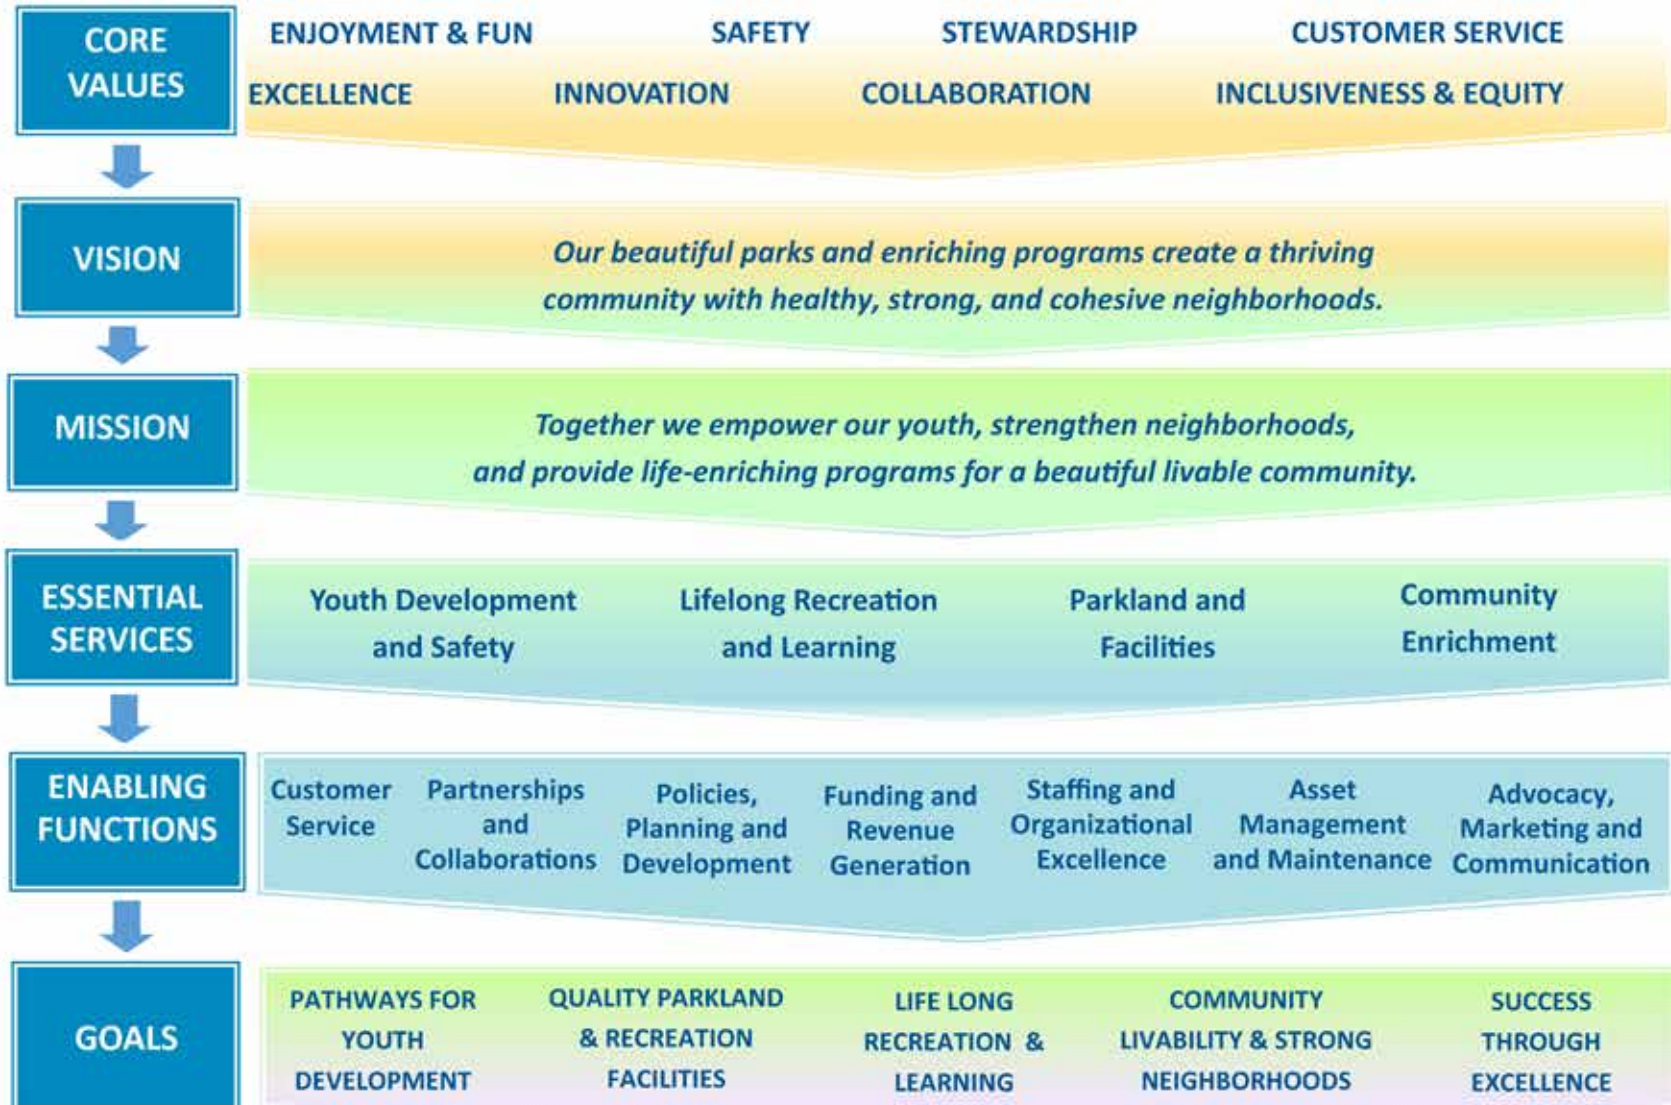 CORE
VALUES
ENJOYMENT & FUN SAFETY STEWARDSHIP CUSTOMER SERVICE
EXCELLENCE INNOVATION COLLABORATION INCLUSIVENESS & EQUITY
VISION
Our beautiful parks and enriching programs create a thriving
community with healthy, strong, and cohesive neighborhoods.
MISSION
Together we empower our youth, strengthen neighborhoods,
and provide life-enriching programs for a beautiful livable community.
ESSENTIAL
SERVICES
Youth Development
and Safety
Lifelong Recreation
and Learning
Parkland and
Facilities
Community
Enrichment
ENABLING
FUNCTIONS
Customer
Service
Partnerships
and
Collaborations
Policies,
Planning and
Development
Funding and
Revenue
Generation
Staffing and
Organizational
Excellence
Asset
Management
and Maintenance
Advocacy,
Marketing and
Communication
GOALS
PATHWAYS FOR
YOUTH
DEVELOPMENT
QUALITY PARKLAND
& RECREATION
FACILITIES
LIFE LONG
RECREATION &
LEARNING
COMMUNITY
LIVABILITY & STRONG
NEIGHBORHOODS
SUCCESS
THROUGH
EXCELLENCE